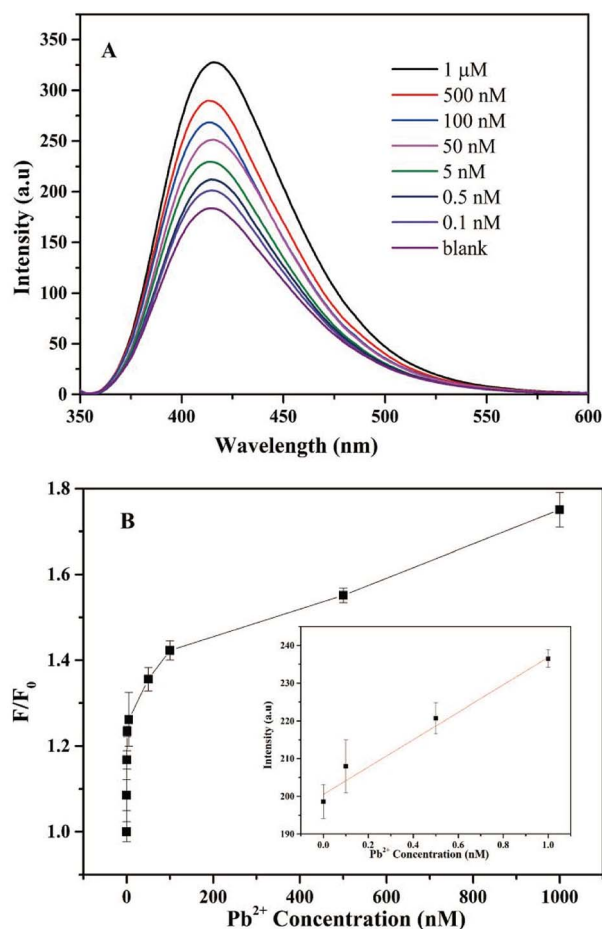 A
350
300
250
200
150
100
50
0
Intensity (a.u)
1 μM
500 nM
100 nM
50 nM
5 nM
0.5 nM
0.1 nM
blank
350 400 450 500 550 600
Wavelength (nm)
B
1.8
1.6
1.4
1.2
1.0
F/F₀
240
230
220
210
200
190
Intensity (a.u)
0.0 0.2 0.4 0.6 0.8 1.0
Pb²⁺ Concentration (nM)
0 200 400 600 800 1000
Pb²⁺ Concentration (nM)